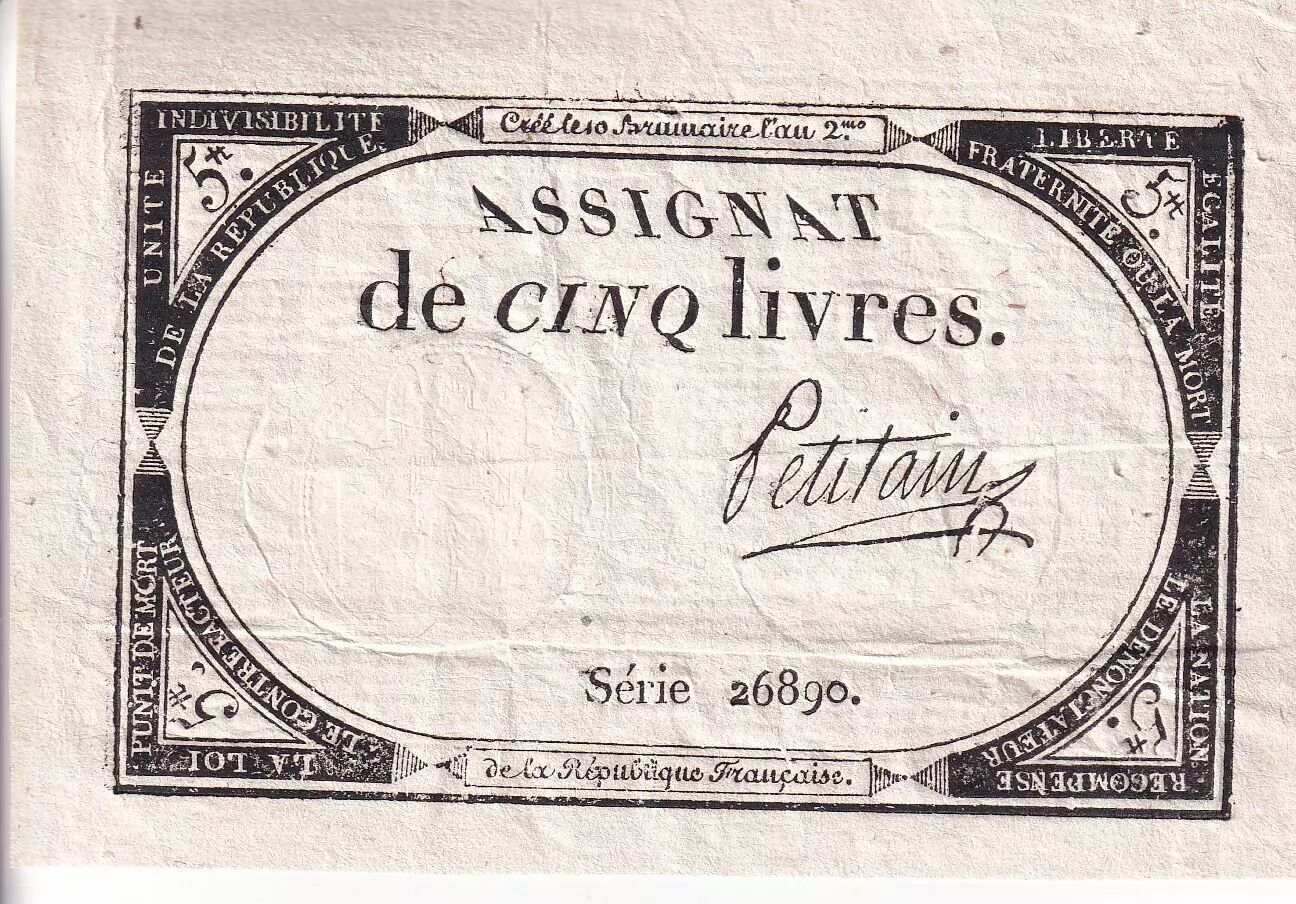 INDIVISIBILITE
Créé le 10 Brumaire l'an 2.me
LIBERTE
UNITE
5#.
DE LA REPUBLIQUE.
FRATERNITE OU LA MORT
5#.
EGALITE
ASSIGNAT
de CINQ livres.
Petitain
Série 26890.
LA LOI
PUNIT DE MORT
LE CONTREFACTEUR
5#.
de la République Française.
LA NATION
RECOMPENSE
LE DENONCIATEUR
5#.